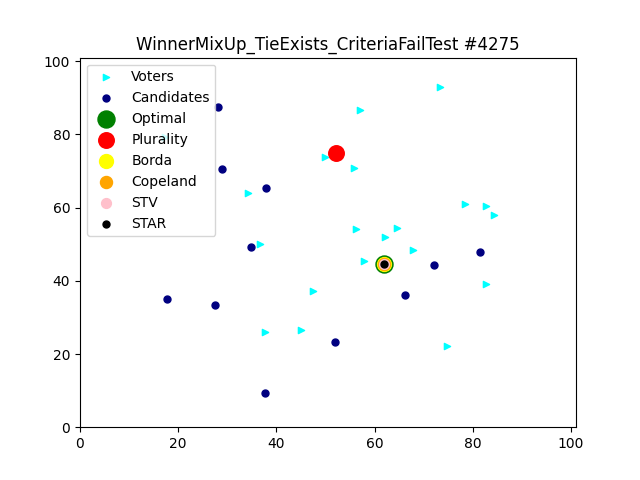 WinnerMixUp_TieExists_CriteriaFailTest #4275
100
80
60
40
20
0
Voters
Candidates
Optimal
Plurality
Borda
Copeland
STV
STAR
0 20 40 60 80 100